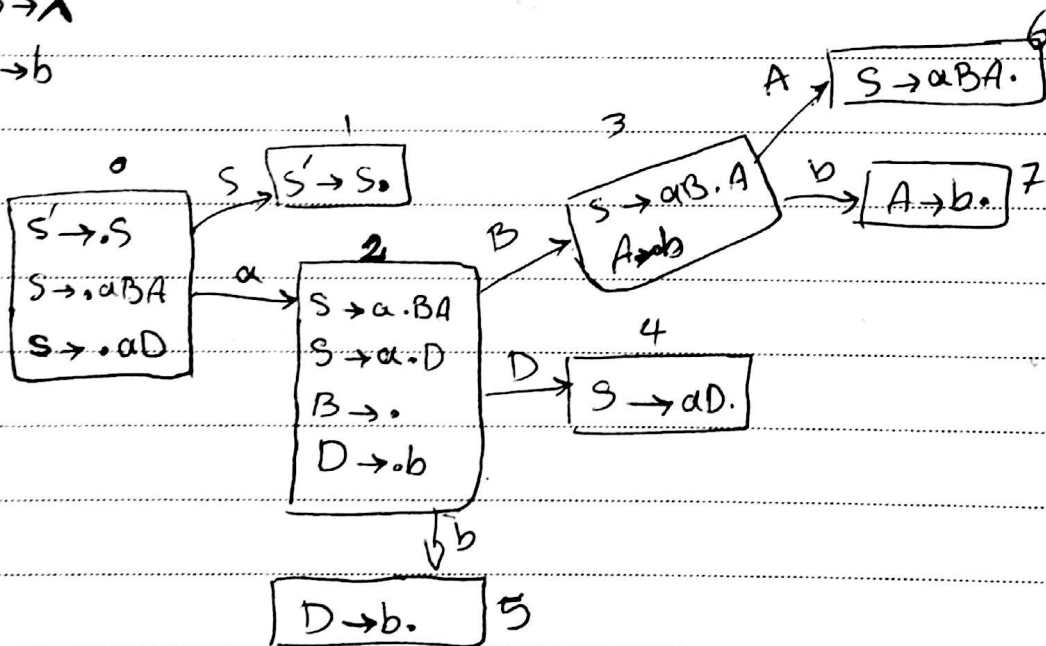 →λ
→b
0
S' → .S
S → .aBA
S → .aD
S
a
1
S' → S.
2
S → a.BA
S → a.D
B → .
D → .b
B
D
b
3
S → aB.A
A → .b
A
b
4
S → aD.
D → b.
5
6
S → aBA.
A → b.
7